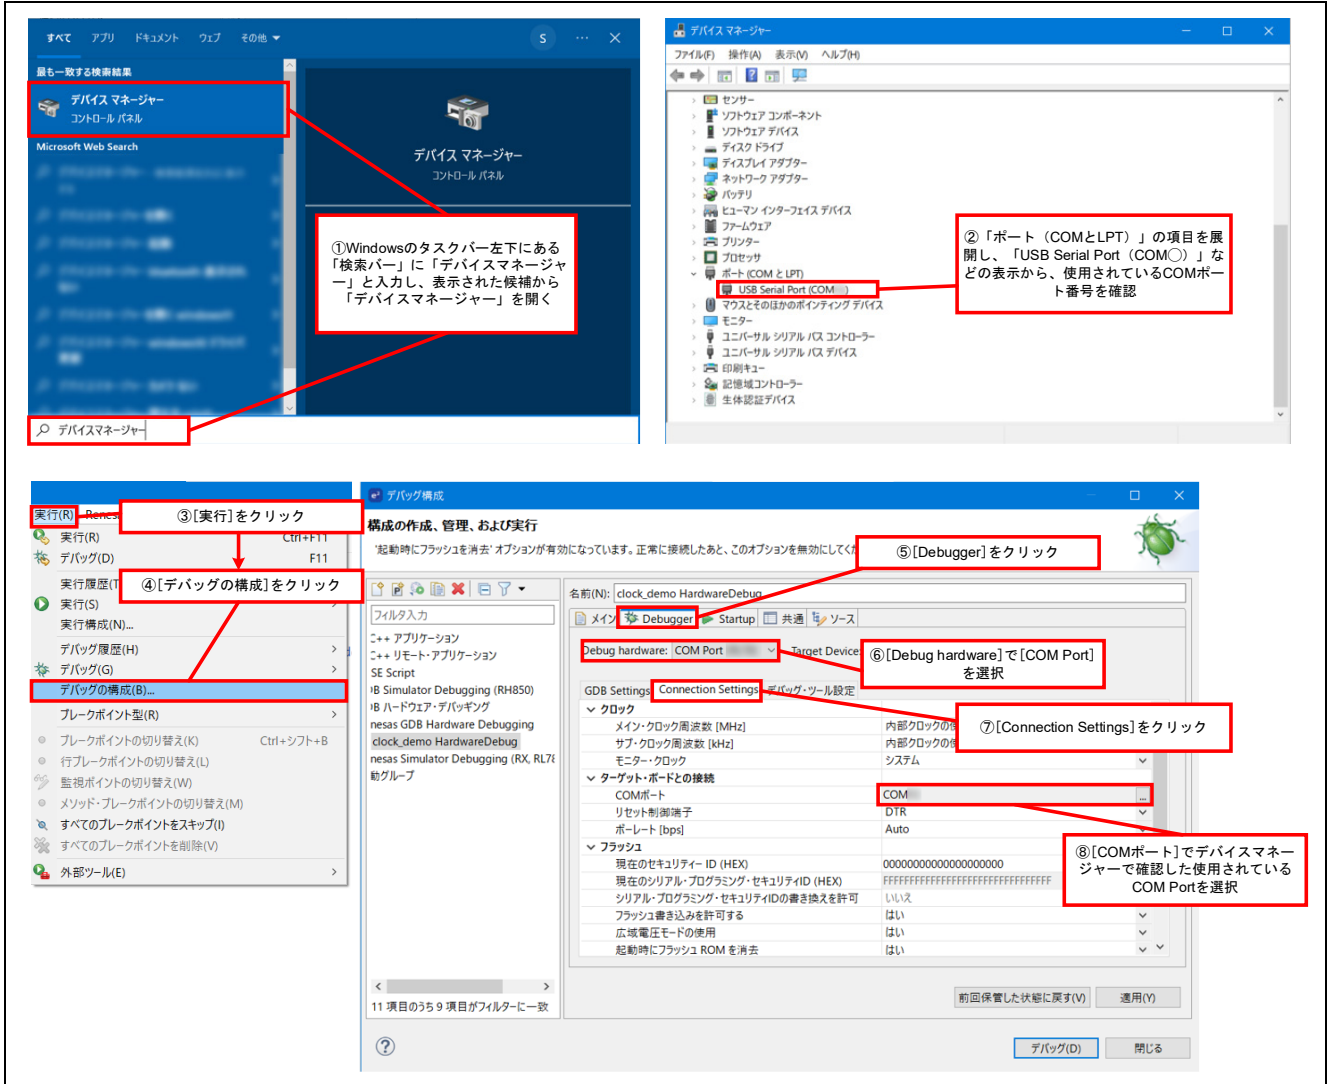 すべて アプリ ドキュメント ウェブ その他 S … ×
最も一致する検索結果
デバイス マネージャー
コントロール パネル
Microsoft Web Search
デバイス マネージャー
コントロール パネル
①Windowsのタスクバー左下にある
「検索バー」に「デバイスマネージャ
ー」と入力し、表示された候補から
「デバイスマネージャー」を開く
デバイスマネージャー
デバイス マネージャー
ファイル(F) 操作(A) 表示(V) ヘルプ(H)
センサー
ソフトウェア コンポーネント
ソフトウェア デバイス
ディスク ドライブ
ディスプレイ アダプター
ネットワーク アダプター
バッテリ
ヒューマン インターフェイス デバイス
ファームウェア
プリンター
プロセッサ
ポート (COM と LPT)
USB Serial Port (COM )
マウスとそのほかのポインティング デバイス
モニター
ユニバーサル シリアル バス コントローラー
ユニバーサル シリアル バス デバイス
印刷キュー
記憶域コントローラー
生体認証デバイス
②「ポート（COMとLPT）」の項目を展
開し、「USB Serial Port（COM〇）」な
どの表示から、使用されているCOMポー
ト番号を確認
実行(R) Renes
③[実行]をクリック
実行(R) Ctrl+F11
デバッグ(D) F11
実行履歴(T
④[デバッグの構成]をクリック
実行(S)
実行構成(N)...
デバッグ履歴(H)
デバッグ(G)
デバッグの構成(B)...
ブレークポイント型(R)
ブレークポイントの切り替え(K) Ctrl+シフト+B
行ブレークポイントの切り替え(L)
監視ポイントの切り替え(W)
メソッド・ブレークポイントの切り替え(M)
すべてのブレークポイントをスキップ(I)
すべてのブレークポイントを削除(V)
外部ツール(E)
デバッグ構成
構成の作成、管理、および実行
'起動時にフラッシュを消去' オプションが有効になっています。正常に接続したあと、このオプションを無効にしてくだ
⑤[Debugger]をクリック
フィルタ入力
C++ アプリケーション
C++ リモート・アプリケーション
SE Script
B Simulator Debugging (RH850)
B ハードウェア・デバッギング
nesas GDB Hardware Debugging
clock_demo HardwareDebug
nesas Simulator Debugging (RX, RL78
動グループ
11 項目のうち 9 項目がフィルターに一致
名前(N): clock_demo HardwareDebug
メイン Debugger Startup 共通 ソース
Debug hardware: COM Port Target Device:
⑥[Debug hardware]で[COM Port]
を選択
GDB Settings Connection Settings デバッグ・ツール設定
⑦[Connection Settings]をクリック
クロック
メイン・クロック周波数 [MHz] 内部クロックの使
サブ・クロック周波数 [kHz] 内部クロックの使
モニター・クロック システム
ターゲット・ボードとの接続
COMポート COM ...
リセット制御端子 DTR
ボーレート [bps] Auto
⑧[COMポート]でデバイスマネー
ジャーで確認した使用されている
COM Portを選択
フラッシュ
現在のセキュリティー ID (HEX) 00000000000000000000
現在のシリアル・プログラミング・セキュリティID (HEX) FFFFFFFFFFFFFFFFFFFFFFFFFFFFFFFF
シリアル・プログラミング・セキュリティIDの書き換えを許可 いいえ
フラッシュ書き込みを許可する はい
広域電圧モードの使用 はい
起動時にフラッシュ ROM を消去 はい
前回保管した状態に戻す(V) 適用(Y)
デバッグ(D) 閉じる